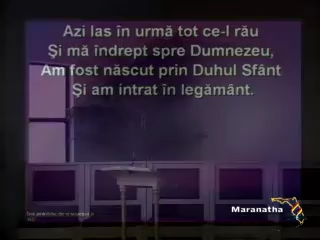 Azi las în urmă tot ce-l rău
Şi mă îndrept spre Dumnezeu,
Am fost născut prin Duhul Sfânt
Şi am intrat în legământ.
Maranatha